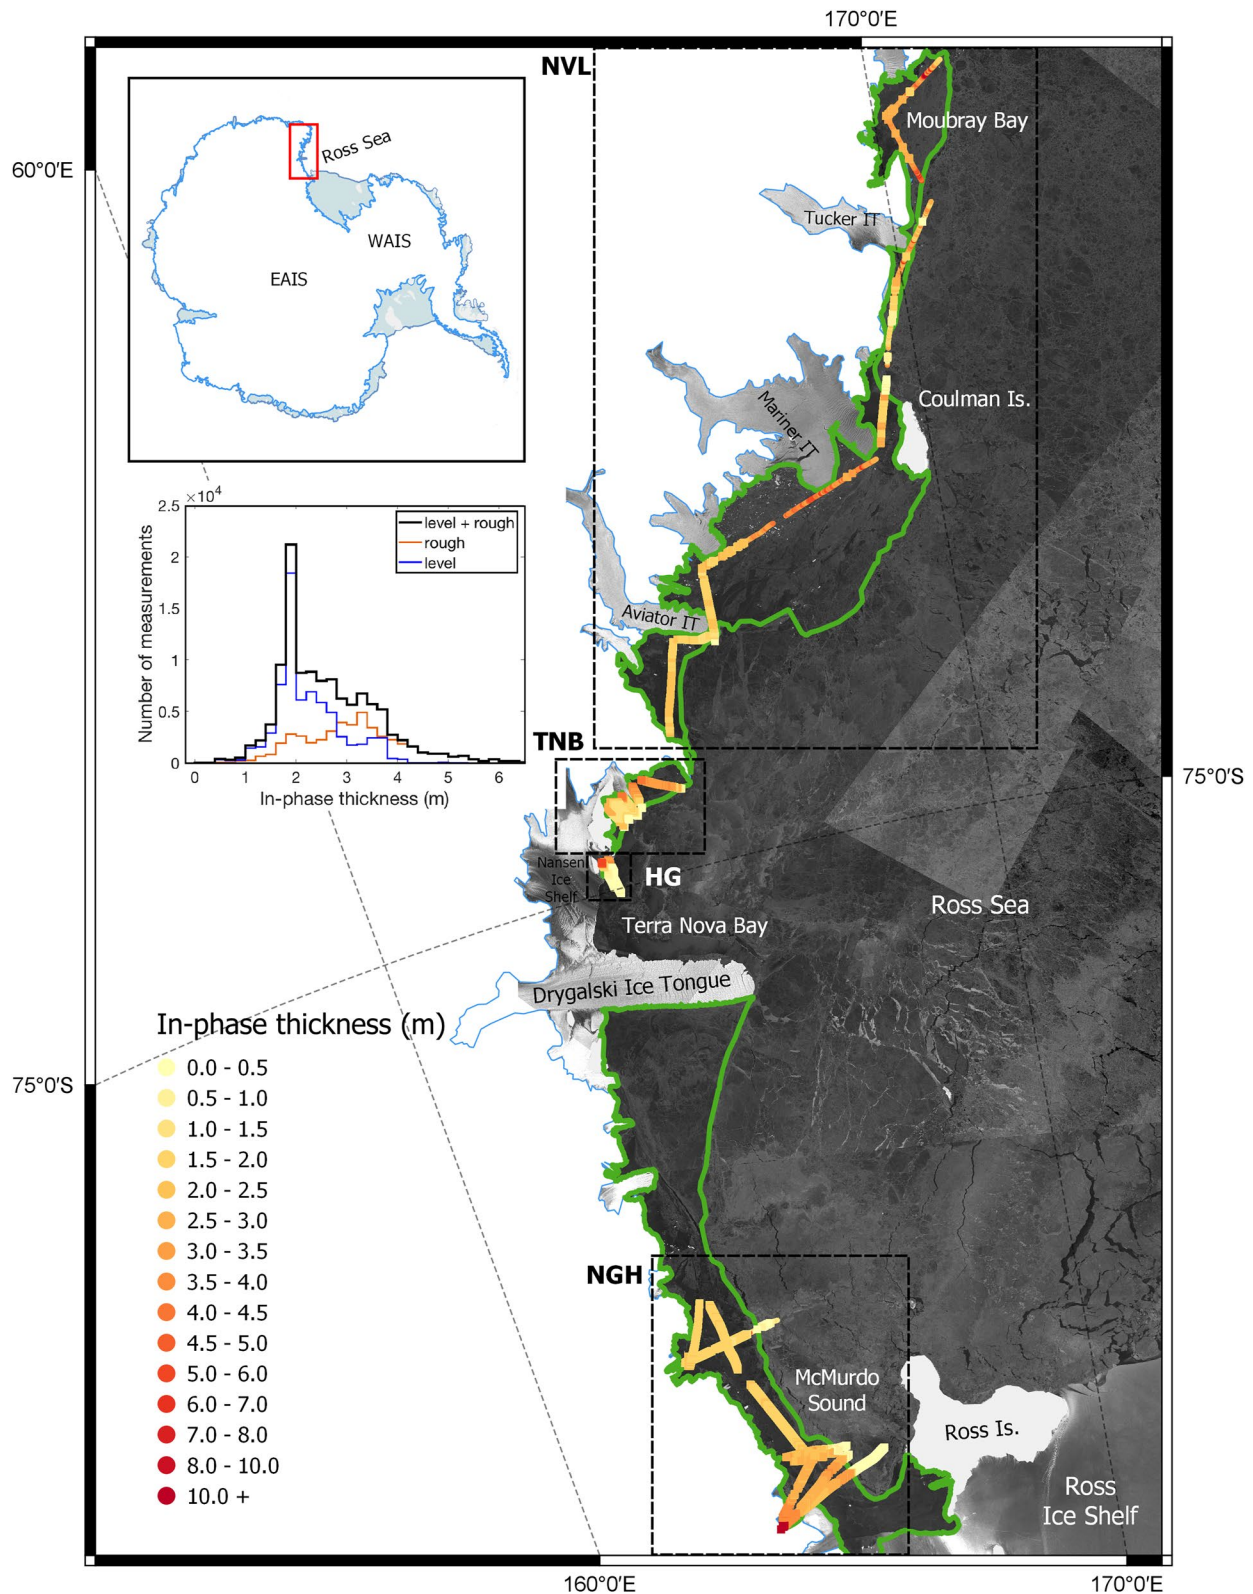 170°0'E
NVL
Moubray Bay
60°0'E
Ross Sea
WAIS
EAIS
Tucker IT
Coulman Is.
Mariner IT
×10⁴
2.5
2
1.5
1
0.5
0
level + rough
rough
level
Number of measurements
0 1 2 3 4 5 6
In-phase thickness (m)
Aviator IT
TNB
75°0'S
Nansen
Ice
Shelf
HG
Ross Sea
Terra Nova Bay
Drygalski Ice Tongue
In-phase thickness (m)
75°0'S
0.0 - 0.5
0.5 - 1.0
1.0 - 1.5
1.5 - 2.0
2.0 - 2.5
2.5 - 3.0
3.0 - 3.5
3.5 - 4.0
4.0 - 4.5
4.5 - 5.0
5.0 - 6.0
6.0 - 7.0
7.0 - 8.0
8.0 - 10.0
10.0 +
NGH
McMurdo
Sound
Ross Is.
Ross
Ice Shelf
160°0'E
170°0'E